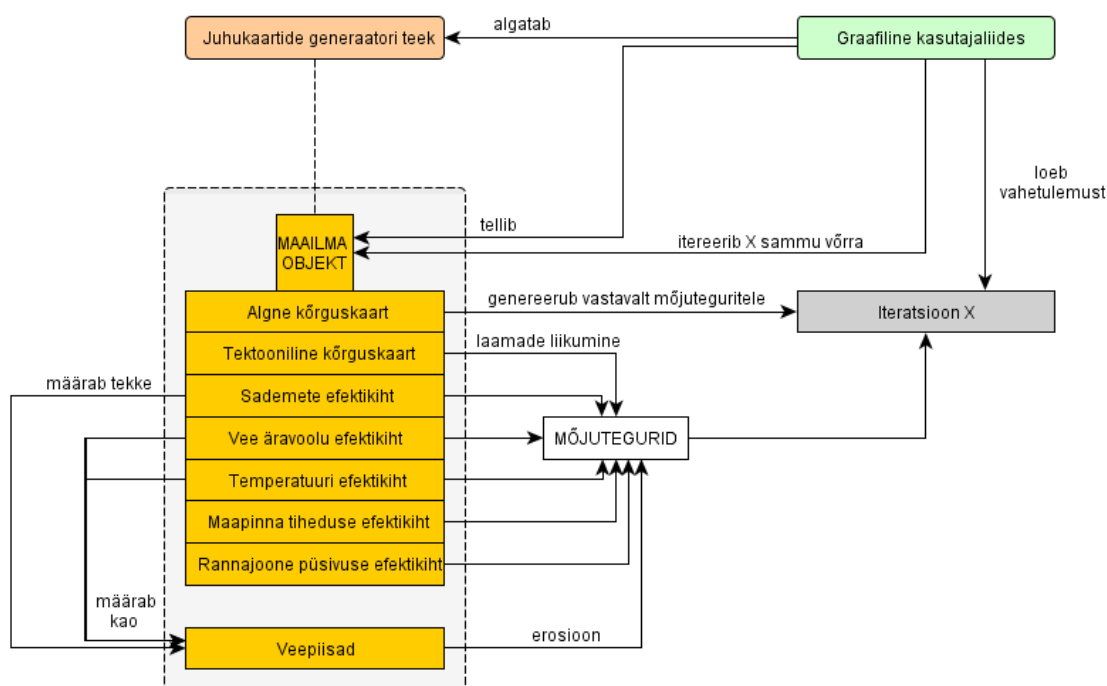 Juhukaartide generaatori teek
algatab
Graafiline kasutajaliides
loeb
vahetulemust
tellib
itereerib X sammu võrra
MAAILMA
OBJEKT
Algne kõrguskaart
genereerub vastavalt mõjuteguritele
Iteratsioon X
Tektooniline kõrguskaart
laamade liikumine
määrab tekke
Sademete efektikiht
Vee äravoolu efektikiht
MÕJUTEGURID
Temperatuuri efektikiht
Maapinna tiheduse efektikiht
Rannajoone püsivuse efektikiht
määrab
kao
Veepiisad
erosioon